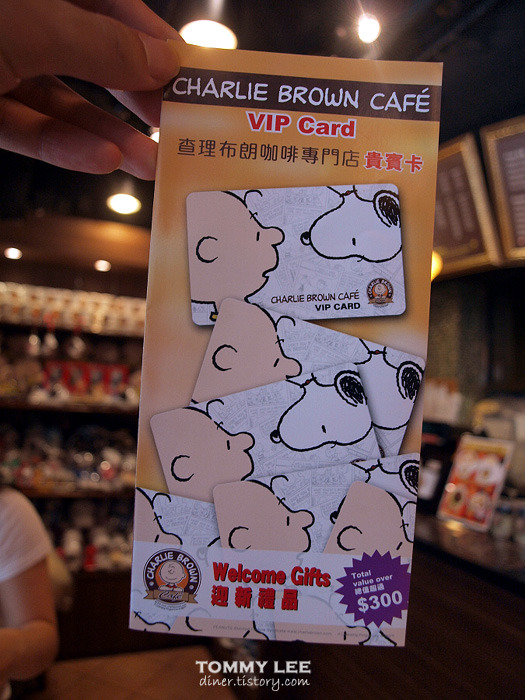 CHARLIE BROWN CAFÉ
VIP Card
查理布朗咖啡專門店 貴賓卡
CHARLIE BROWN CAFÉ
VIP CARD
CHARLIE BROWN
Café
Welcome Gifts
迎新禮品
Total
value over
總值超過
$300
TOMMY LEE
diner.tistory.com